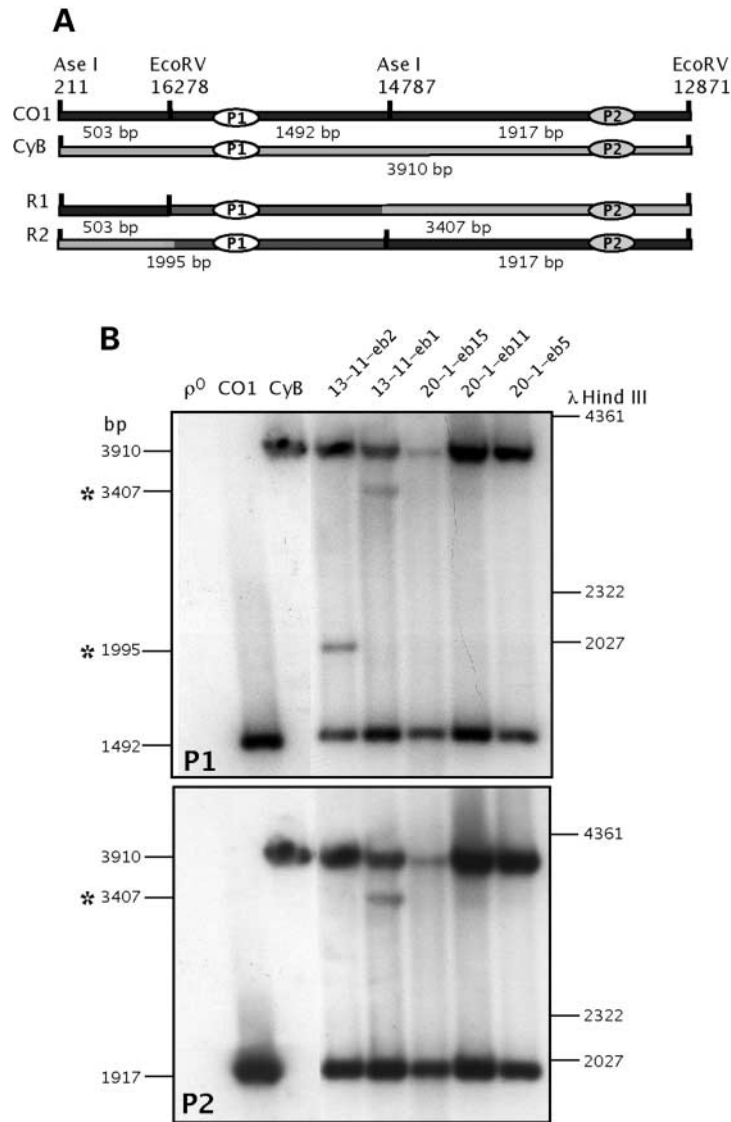 A
Ase I EcoRV Ase I EcoRV
211 16278 14787 12871
CO1 P1 P2
503 bp 1492 bp 1917 bp
CyB P1 P2
3910 bp
R1 P1 P2
503 bp 3407 bp
R2 P1 P2
1995 bp 1917 bp
B
ρ⁰ CO1 CyB 13-11-eb2 13-11-eb1 20-1-eb15 20-1-eb11 20-1-eb5 λ Hind III
bp
4361
3910
* 3407
2322
2027
* 1995
1492
P1
4361
3910
* 3407
2322
2027
1917
P2